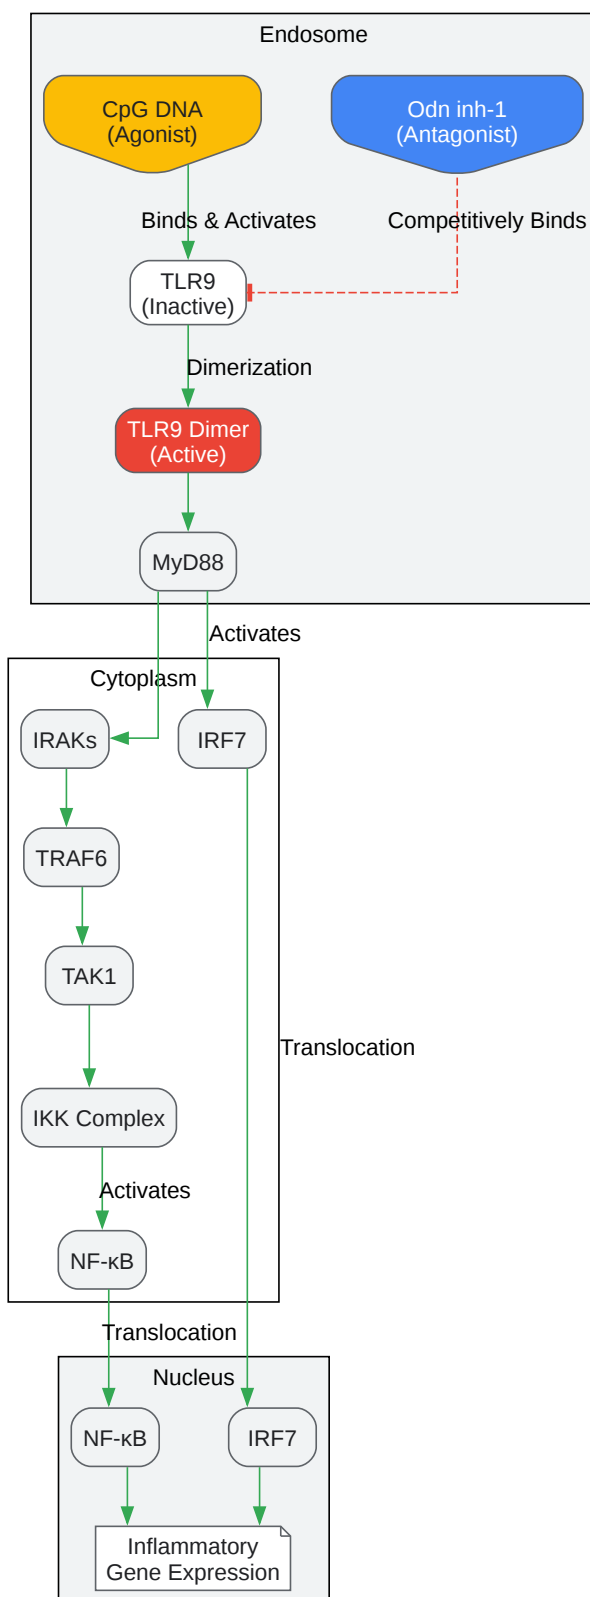 Endosome
CpG DNA
(Agonist)
Odn inh-1
(Antagonist)
Binds & Activates
Competitively Binds
TLR9
(Inactive)
Dimerization
TLR9 Dimer
(Active)
MyD88
Activates
Cytoplasm
IRAKs
IRF7
TRAF6
TAK1
Translocation
IKK Complex
Activates
NF-κB
Translocation
Nucleus
NF-κB
IRF7
Inflammatory
Gene Expression